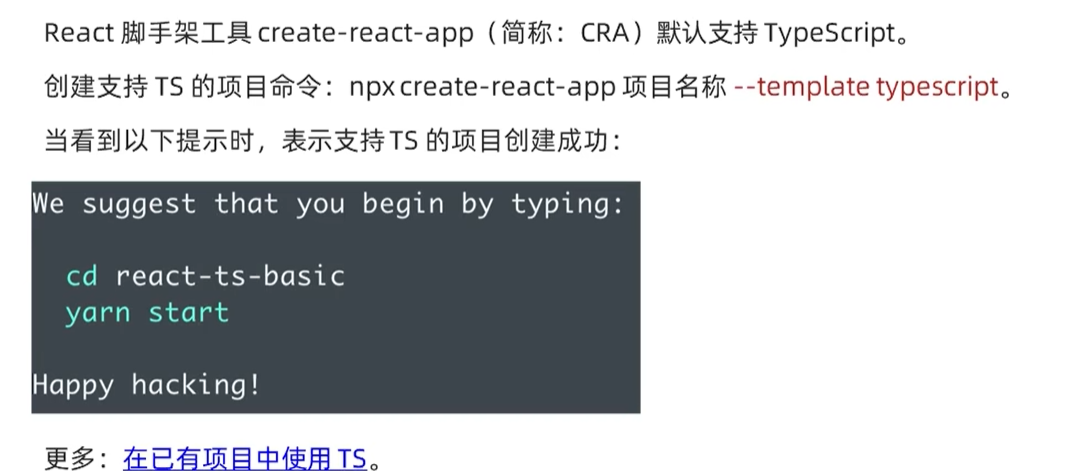 React 脚手架工具 create-react-app（简称：CRA）默认支持 TypeScript。
创建支持 TS 的项目命令：npx create-react-app 项目名称 --template typescript。
当看到以下提示时，表示支持 TS 的项目创建成功：
We suggest that you begin by typing:
cd react-ts-basic
yarn start
Happy hacking!
更多：在已有项目中使用 TS。